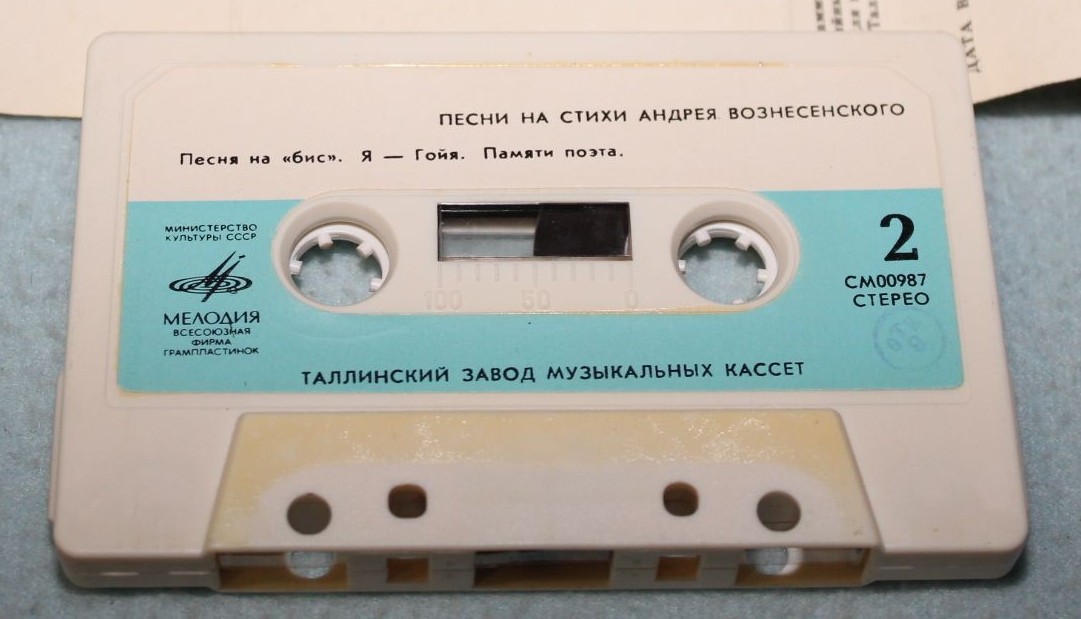 ДАТА В
ПЕСНИ НА СТИХИ АНДРЕЯ ВОЗНЕСЕНСКОГО
Песня на «бис». Я — Гойя. Памяти поэта.
МИНИСТЕРСТВО
КУЛЬТУРЫ СССР
МЕЛОДИЯ
ВСЕСОЮЗНАЯ
ФИРМА
ГРАМПЛАСТИНОК
100 50 0
2
СМ00987
СТЕРЕО
ТАЛЛИНСКИЙ ЗАВОД МУЗЫКАЛЬНЫХ КАССЕТ